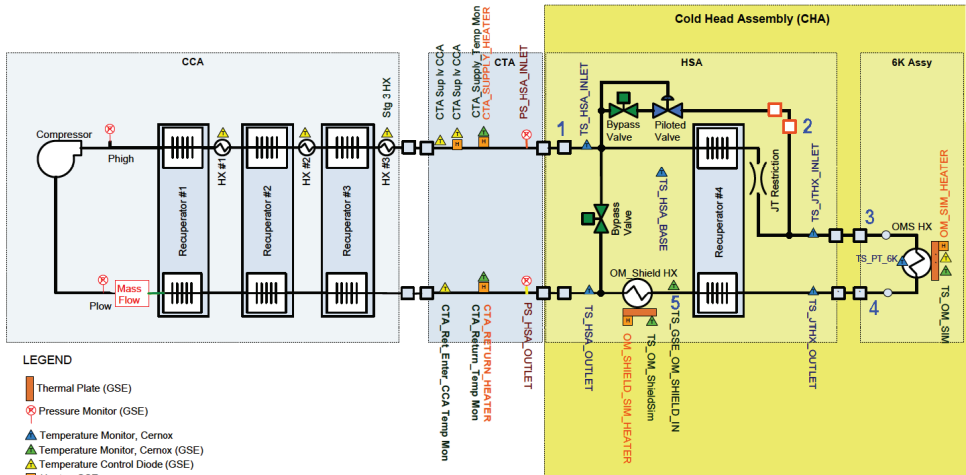 Cold Head Assembly (CHA)
CCA
CTA
HSA
6K Assy
Compressor
Phigh
Plow
Mass
Flow
Recuperator #1
Recuperator #2
Recuperator #3
HX #1
HX #2
HX #3
Stg 3 HX
CTA Sup lv CCA
CTA Sup lv CCA
CTA_Supply_Temp Mon
CTA_SUPPLY_HEATER
PS_HSA_INLET
CTA_Ret_Enter_CCA Temp Mon
CTA_Return_Temp Mon
CTA_RETURN_HEATER
PS_HSA_OUTLET
1
TS_HSA_INLET
Bypass
Valve
Piloted
Valve
2
Bypass
Valve
TS_HSA_BASE
Recuperator #4
JT Restriction
TS_JTHX_INLET
3
OMS HX
OM_SIM_HEATER
TS_PT_6K
TS_OM_SIM
4
OM_Shield HX
5
TS_HSA_OUTLET
OM_SHIELD_SIM_HEATER
TS_OM_ShieldSim
TS_GSE_OM_SHIELD_IN
TS_JTHX_OUTLET
T
H
LEGEND
Thermal Plate (GSE)
Pressure Monitor (GSE)
Temperature Monitor, Cernox
Temperature Monitor, Cernox (GSE)
Temperature Control Diode (GSE)